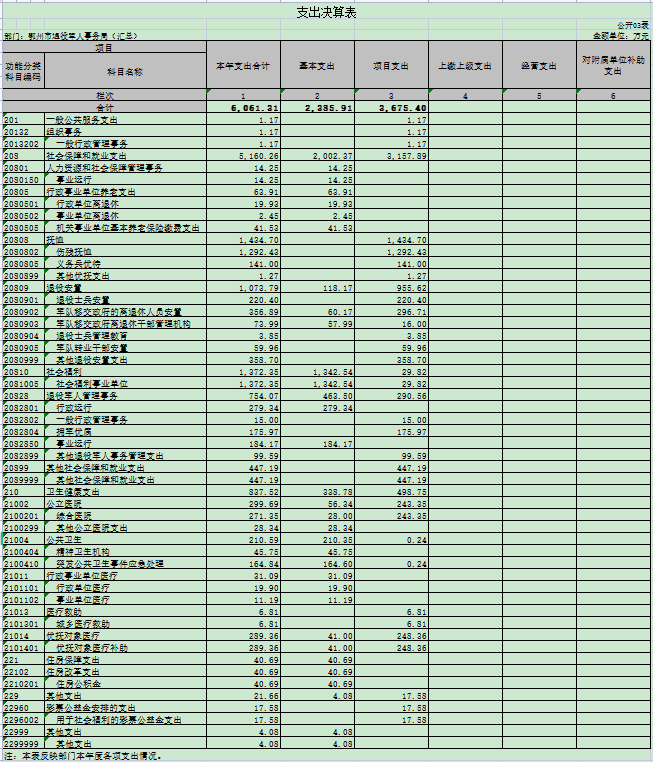 支出决算表
公开03表
部门：鄂州市退役军人事务局（汇总） 金额单位：万元
项目 本年支出合计 基本支出 项目支出 上缴上级支出 经营支出 对附属单位补助支出
功能分类科目编码 科目名称
栏次 1 2 3 4 5 6
合计 6,061.31 2,385.91 3,675.40
201 一般公共服务支出 1.17 1.17
20132 组织事务 1.17 1.17
2013202 一般行政管理事务 1.17 1.17
208 社会保障和就业支出 5,160.26 2,002.37 3,157.89
20801 人力资源和社会保障管理事务 14.25 14.25
2080150 事业运行 14.25 14.25
20805 行政事业单位养老支出 63.91 63.91
2080501 行政单位离退休 19.93 19.93
2080502 事业单位离退休 2.45 2.45
2080505 机关事业单位基本养老保险缴费支出 41.53 41.53
20808 抚恤 1,434.70 1,434.70
2080802 伤残抚恤 1,292.43 1,292.43
2080805 义务兵优待 141.00 141.00
2080899 其他优抚支出 1.27 1.27
20809 退役安置 1,073.79 118.17 955.62
2080901 退役士兵安置 220.40 220.40
2080902 军队移交政府的离退休人员安置 356.89 60.17 296.71
2080903 军队移交政府离退休干部管理机构 73.99 57.99 16.00
2080904 退役士兵管理教育 3.85 3.85
2080905 军队转业干部安置 59.96 59.96
2080999 其他退役安置支出 358.70 358.70
20810 社会福利 1,372.35 1,342.54 29.82
2081005 社会福利事业单位 1,372.35 1,342.54 29.82
20828 退役军人管理事务 754.07 463.50 290.56
2082801 行政运行 279.34 279.34
2082802 一般行政管理事务 15.00 15.00
2082804 拥军优属 175.97 175.97
2082850 事业运行 184.17 184.17
2082899 其他退役军人事务管理支出 99.59 99.59
20899 其他社会保障和就业支出 447.19 447.19
2089999 其他社会保障和就业支出 447.19 447.19
210 卫生健康支出 837.52 338.78 498.75
21002 公立医院 299.69 56.34 243.35
2100201 综合医院 271.35 28.00 243.35
2100299 其他公立医院支出 28.34 28.34
21004 公共卫生 210.59 210.35 0.24
2100404 精神卫生机构 45.75 45.75
2100410 突发公共卫生事件应急处理 164.84 164.60 0.24
21011 行政事业单位医疗 31.09 31.09
2101101 行政单位医疗 19.90 19.90
2101102 事业单位医疗 11.19 11.19
21013 医疗救助 6.81 6.81
2101301 城乡医疗救助 6.81 6.81
21014 优抚对象医疗 289.36 41.00 248.36
2101401 优抚对象医疗补助 289.36 41.00 248.36
221 住房保障支出 40.69 40.69
22102 住房改革支出 40.69 40.69
2210201 住房公积金 40.69 40.69
229 其他支出 21.66 4.08 17.58
22960 彩票公益金安排的支出 17.58 17.58
2296002 用于社会福利的彩票公益金支出 17.58 17.58
22999 其他支出 4.08 4.08
2299999 其他支出 4.08 4.08
注：本表反映部门本年度各项支出情况。